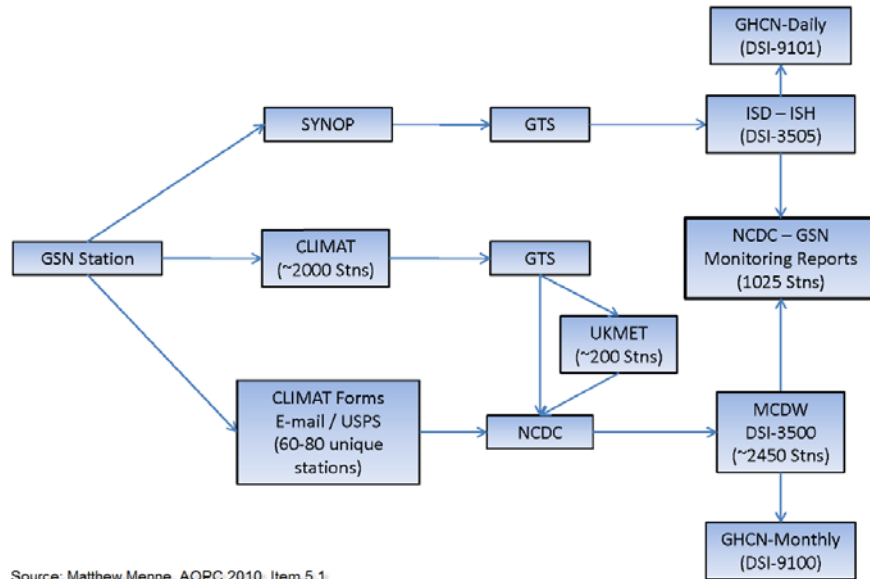 GHCN-Daily
(DSI-9101)
SYNOP
GTS
ISD – ISH
(DSI-3505)
GSN Station
CLIMAT
(~2000 Stns)
GTS
NCDC – GSN
Monitoring Reports
(1025 Stns)
UKMET
(~200 Stns)
CLIMAT Forms
E-mail / USPS
(60-80 unique
stations)
NCDC
MCDW
DSI-3500
(~2450 Stns)
GHCN-Monthly
(DSI-9100)
Source: Matthew Menne, AOPC 2010, Item 5.1